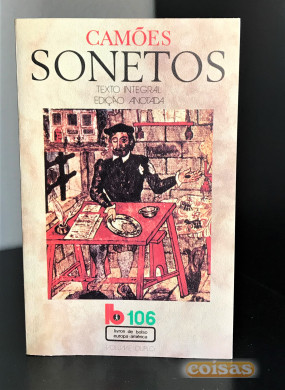 CAMÕES
SONETOS
TEXTO INTEGRAL
EDIÇÃO ANOTADA
b 106
livros de bolso
europa-américa
coisas